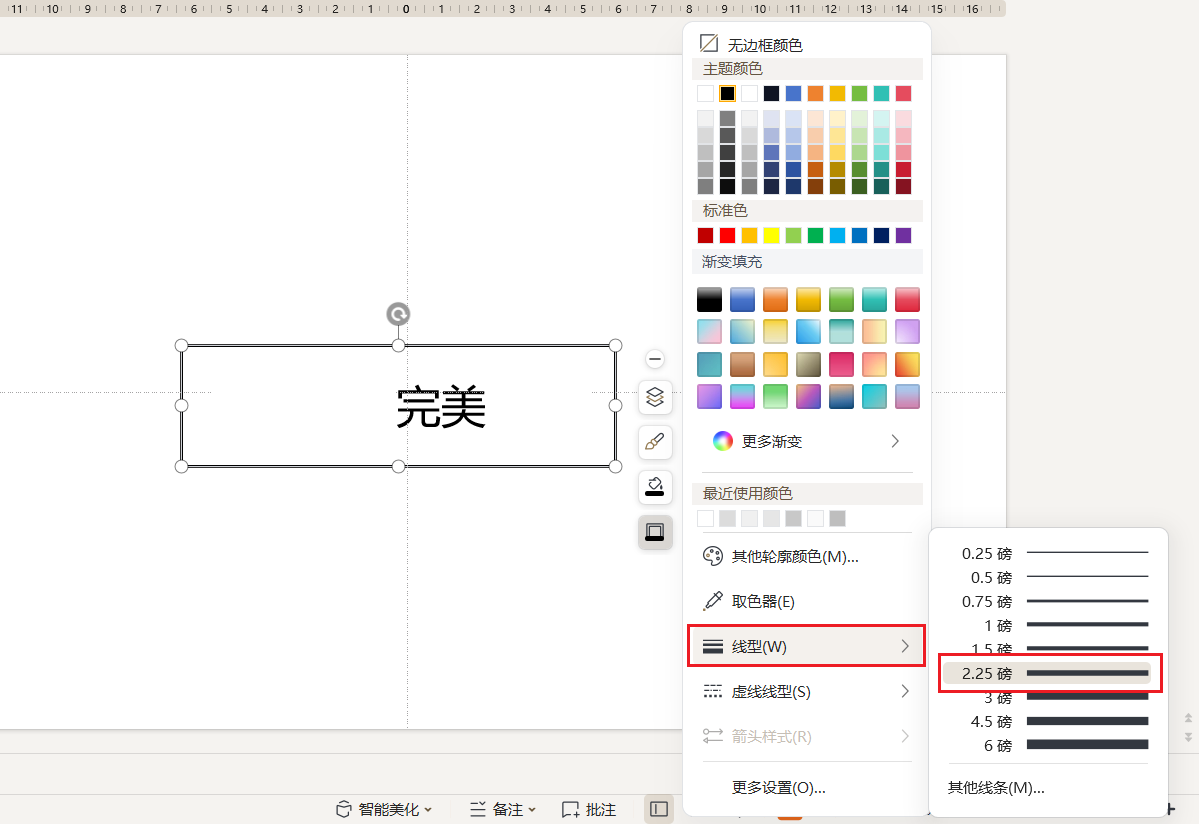 11 10 9 8 7 6 5 4 3 2 1 0 1 2 3 4 5 6 7 8 9 10 11 12 13 14 15 16
无边框颜色
主题颜色
标准色
渐变填充
完美
更多渐变
最近使用颜色
其他轮廓颜色(M)...
取色器(E)
线型(W)
虚线线型(S)
箭头样式(R)
更多设置(O)...
0.25 磅
0.5 磅
0.75 磅
1 磅
1.5 磅
2.25 磅
3 磅
4.5 磅
6 磅
其他线条(M)...
智能美化
备注
批注